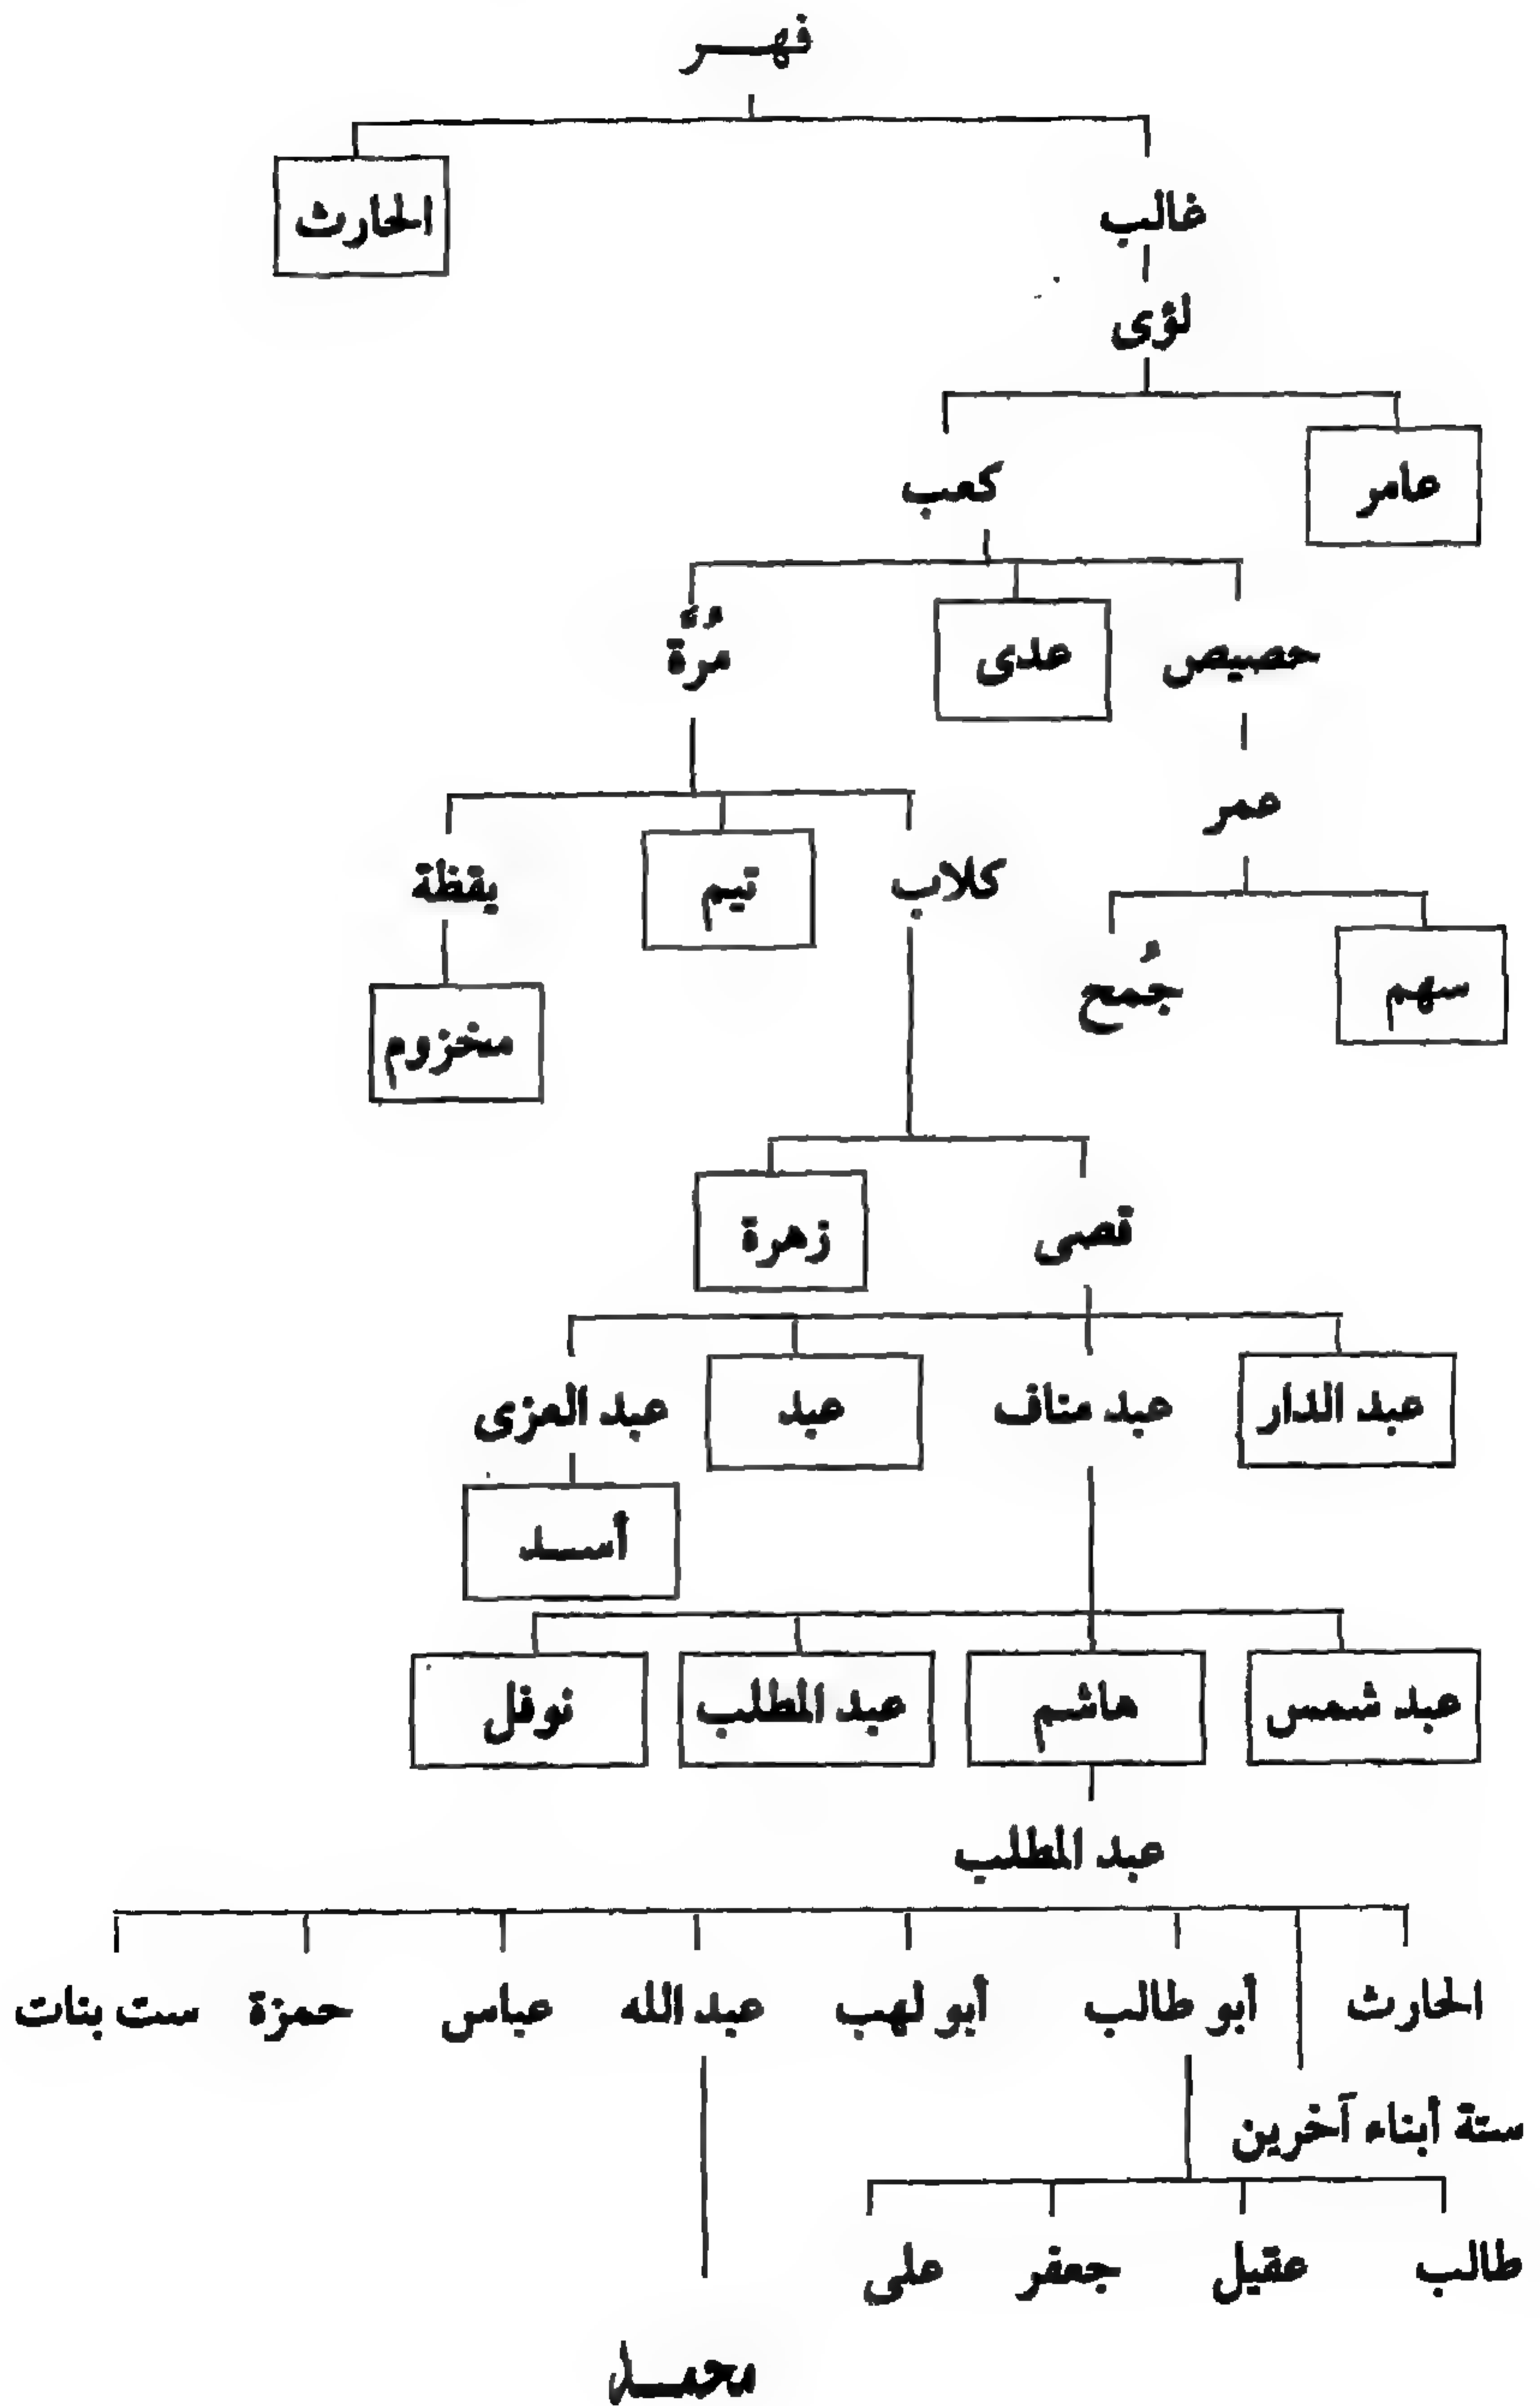 فهر
غالب
الحارث
لؤى
عامر
كعب
حصيص
عدى
مُرَّة
عمر
كلاب
تيم
يقظة
سهم
جُمح
مخزوم
قصى
زهرة
عبد الدار
عبد مناف
عبد
عبد العزى
أسد
عبد شمس
هاشم
عبد المطلب
نوفل
عبد المطلب
الحارث
أبو طالب
أبو لهب
عبد الله
عباس
حمزة
ست بنات
ستة أبناء آخرين
طالب
عقيل
جعفر
على
محمد